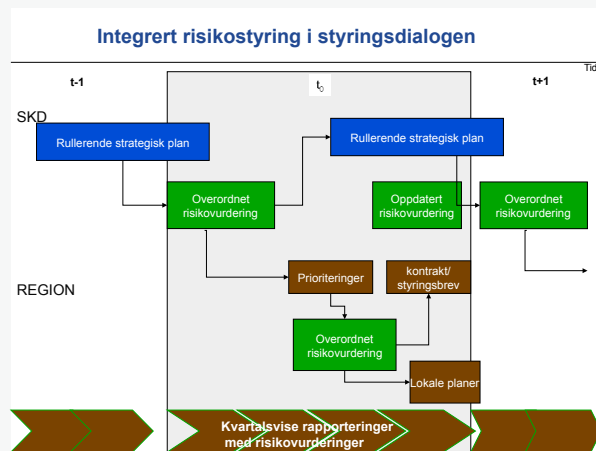 Integrert risikostyring i styringsdialogen
Tid
t-1
t0
t+1
SKD
Rullerende strategisk plan
Rullerende strategisk plan
Overordnet
risikovurdering
Oppdatert
risikovurdering
Overordnet
risikovurdering
REGION
Prioriteringer
kontrakt/
styringsbrev
Overordnet
risikovurdering
Lokale planer
Kvartalsvise rapporteringer
med risikovurderinger